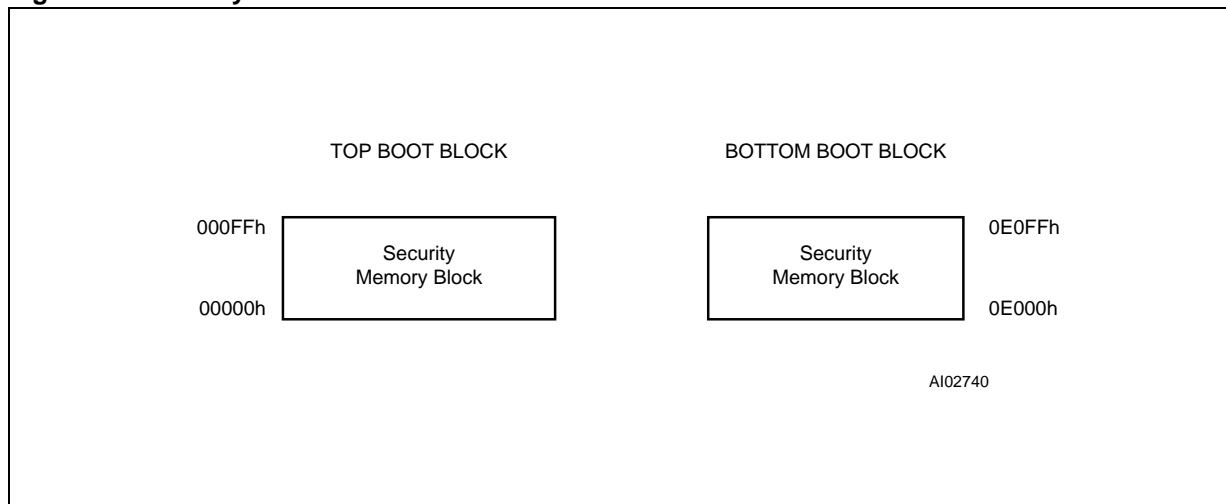 TOP BOOT BLOCK
BOTTOM BOOT BLOCK
000FFh
Security
Memory Block
00000h
0E0FFh
Security
Memory Block
0E000h
AI02740